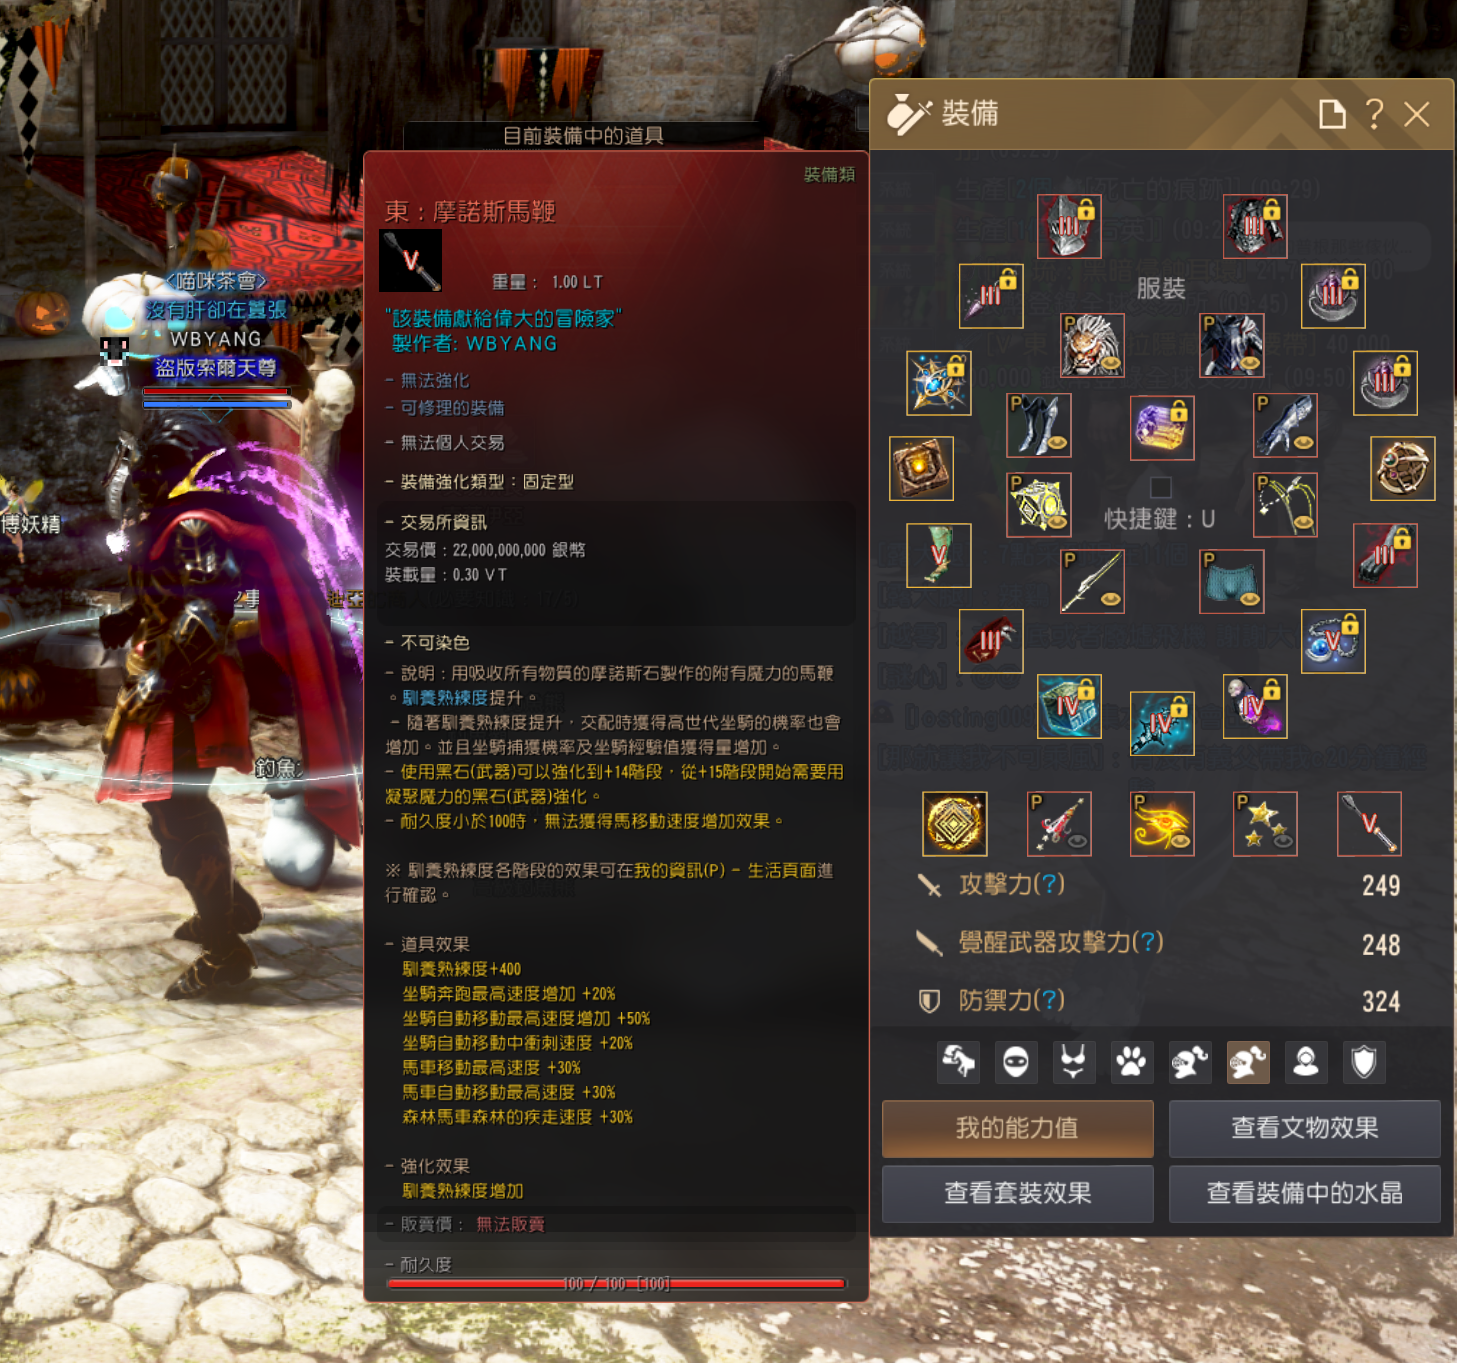 目前裝備中的道具
裝備類
東：摩諾斯馬鞭
V
重量： 1.00 LT
"該裝備獻給偉大的冒險家"
製作者: WBYANG
- 無法強化
- 可修理的裝備
- 無法個人交易
- 裝備強化類型：固定型
- 交易所資訊
交易價：22,000,000,000 銀幣
裝載量：0.30 VT
- 不可染色
- 說明：用吸收所有物質的摩諾斯石製作的附有魔力的馬鞭
。馴養熟練度提升。
- 隨著馴養熟練度提升，交配時獲得高世代坐騎的機率也會
增加。並且坐騎捕獲機率及坐騎經驗值獲得量增加。
- 使用黑石(武器)可以強化到+14階段，從+15階段開始需要用
凝聚魔力的黑石(武器)強化。
- 耐久度小於100時，無法獲得馬移動速度增加效果。
※ 馴養熟練度各階段的效果可在我的資訊(P) - 生活頁面進
行確認。
- 道具效果
馴養熟練度+400
坐騎奔跑最高速度增加 +20%
坐騎自動移動最高速度增加 +50%
坐騎自動移動中衝刺速度 +20%
馬車移動最高速度 +30%
馬車自動移動最高速度 +30%
森林馬車森林的疾走速度 +30%
- 強化效果
馴養熟練度增加
- 販賣價： 無法販賣
- 耐久度
100 / 100 [100]
<喵咪茶會>
沒有肝卻在囂張
WBYANG
盜版索爾天尊
博妖精
釣魚
裝備
?
III
III
III
服裝
III
P
P
III
P
P
P
P
快捷鍵：U
V
P
P
III
III
V
IV
IV
IV
P
P
P
V
攻擊力(?) 249
覺醒武器攻擊力(?) 248
防禦力(?) 324
我的能力值
查看文物效果
查看套裝效果
查看裝備中的水晶